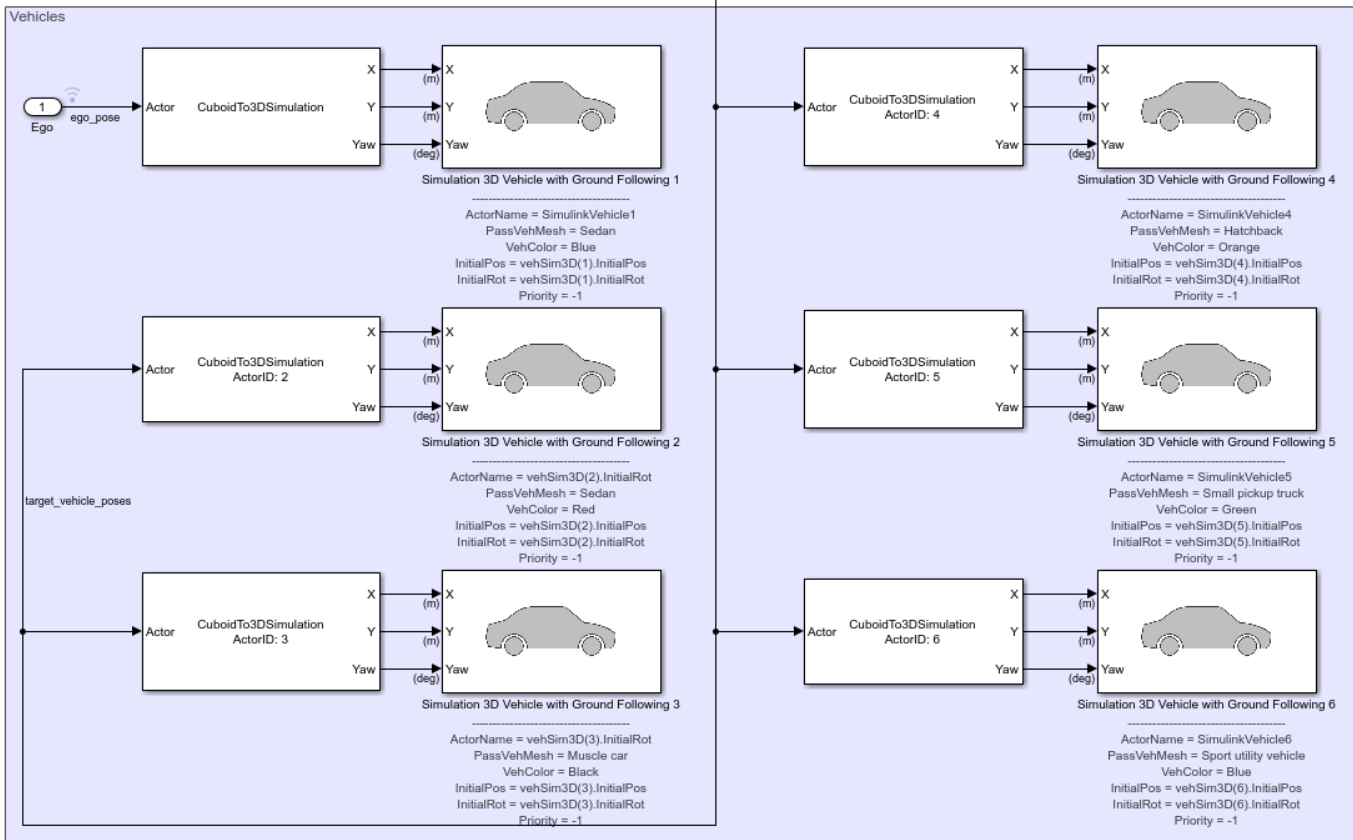 Vehicles
1
Ego
ego_pose
Actor
CuboidTo3DSimulation
X
Y
Yaw
(m)
(m)
(deg)
X
Y
Yaw
Simulation 3D Vehicle with Ground Following 1
----------------------------------------
ActorName = SimulinkVehicle1
PassVehMesh = Sedan
VehColor = Blue
InitialPos = vehSim3D(1).InitialPos
InitialRot = vehSim3D(1).InitialRot
Priority = -1
Actor
CuboidTo3DSimulation
ActorID: 2
X
Y
Yaw
(m)
(m)
(deg)
X
Y
Yaw
Simulation 3D Vehicle with Ground Following 2
----------------------------------------
ActorName = vehSim3D(2).InitialRot
PassVehMesh = Sedan
VehColor = Red
InitialPos = vehSim3D(2).InitialPos
InitialRot = vehSim3D(2).InitialRot
Priority = -1
target_vehicle_poses
Actor
CuboidTo3DSimulation
ActorID: 3
X
Y
Yaw
(m)
(m)
(deg)
X
Y
Yaw
Simulation 3D Vehicle with Ground Following 3
----------------------------------------
ActorName = vehSim3D(3).InitialRot
PassVehMesh = Muscle car
VehColor = Black
InitialPos = vehSim3D(3).InitialPos
InitialRot = vehSim3D(3).InitialRot
Priority = -1
Actor
CuboidTo3DSimulation
ActorID: 4
X
Y
Yaw
(m)
(m)
(deg)
X
Y
Yaw
Simulation 3D Vehicle with Ground Following 4
----------------------------------------
ActorName = SimulinkVehicle4
PassVehMesh = Hatchback
VehColor = Orange
InitialPos = vehSim3D(4).InitialPos
InitialRot = vehSim3D(4).InitialRot
Priority = -1
Actor
CuboidTo3DSimulation
ActorID: 5
X
Y
Yaw
(m)
(m)
(deg)
X
Y
Yaw
Simulation 3D Vehicle with Ground Following 5
----------------------------------------
ActorName = SimulinkVehicle5
PassVehMesh = Small pickup truck
VehColor = Green
InitialPos = vehSim3D(5).InitialPos
InitialRot = vehSim3D(5).InitialRot
Priority = -1
Actor
CuboidTo3DSimulation
ActorID: 6
X
Y
Yaw
(m)
(m)
(deg)
X
Y
Yaw
Simulation 3D Vehicle with Ground Following 6
----------------------------------------
ActorName = SimulinkVehicle6
PassVehMesh = Sport utility vehicle
VehColor = Blue
InitialPos = vehSim3D(6).InitialPos
InitialRot = vehSim3D(6).InitialRot
Priority = -1